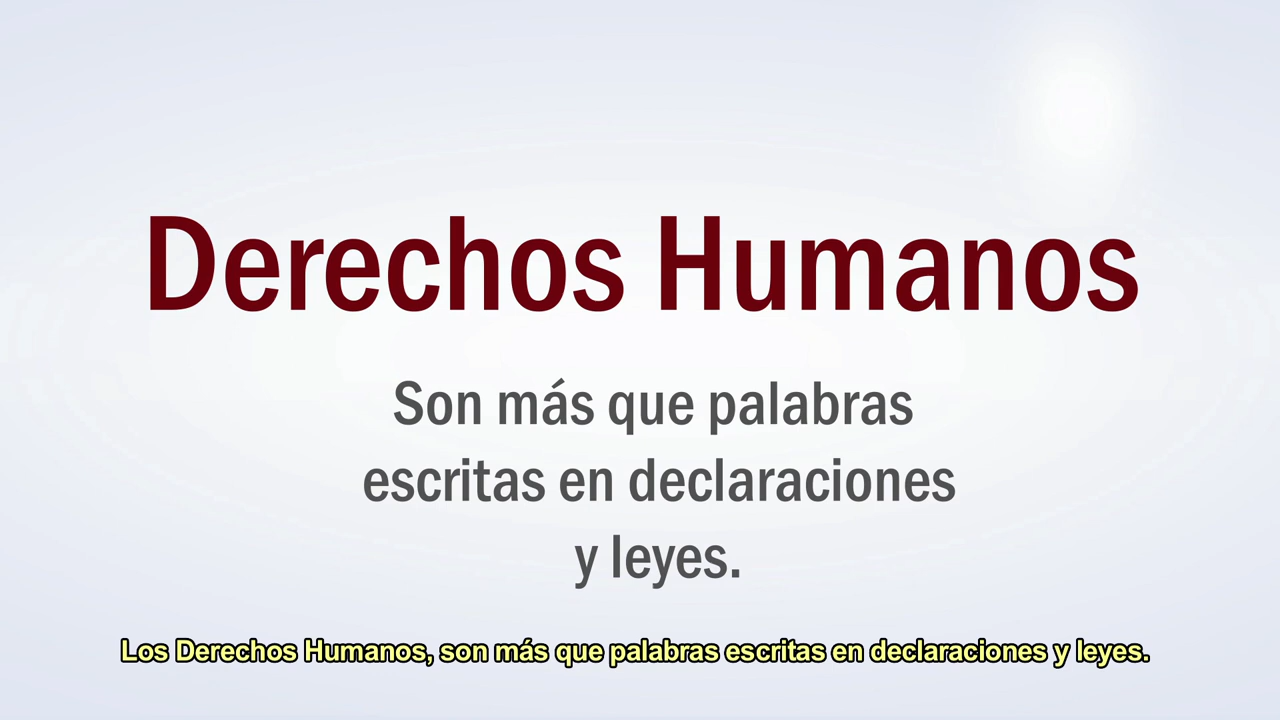 Derechos Humanos
Son más que palabras
escritas en declaraciones
y leyes.
Los Derechos Humanos, son más que palabras escritas en declaraciones y leyes.